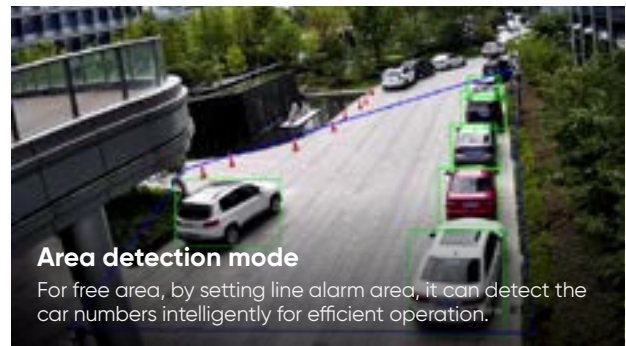 Area detection mode
For free area, by setting line alarm area, it can detect the
car numbers intelligently for efficient operation.